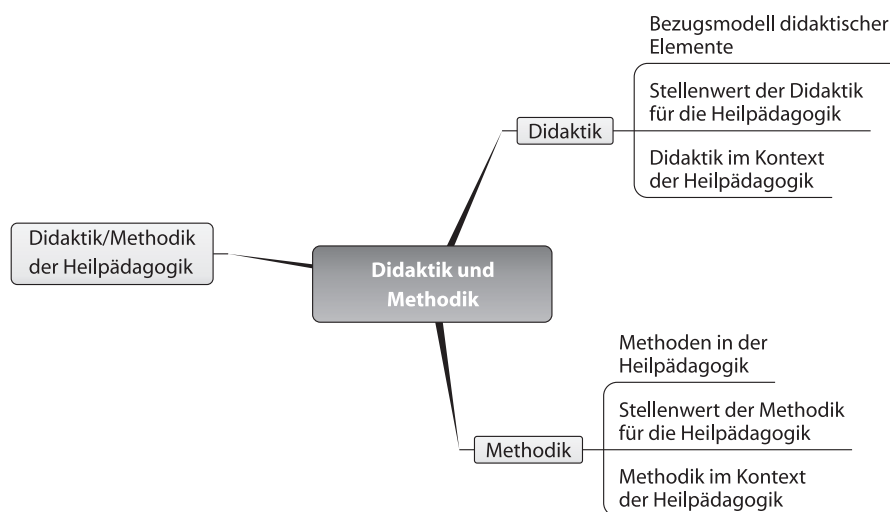 Bezugsmodell didaktischer
Elemente
Stellenwert der Didaktik
für die Heilpädagogik
Didaktik
Didaktik im Kontext
der Heilpädagogik
Didaktik/Methodik
der Heilpädagogik
Didaktik und
Methodik
Methoden in der
Heilpädagogik
Stellenwert der Methodik
für die Heilpädagogik
Methodik
Methodik im Kontext
der Heilpädagogik